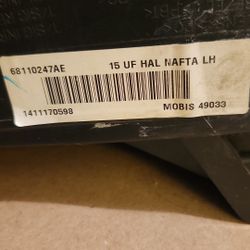 68110247AE 15 UF HAL NAFTA LH
1411170598 MOBIS 49033